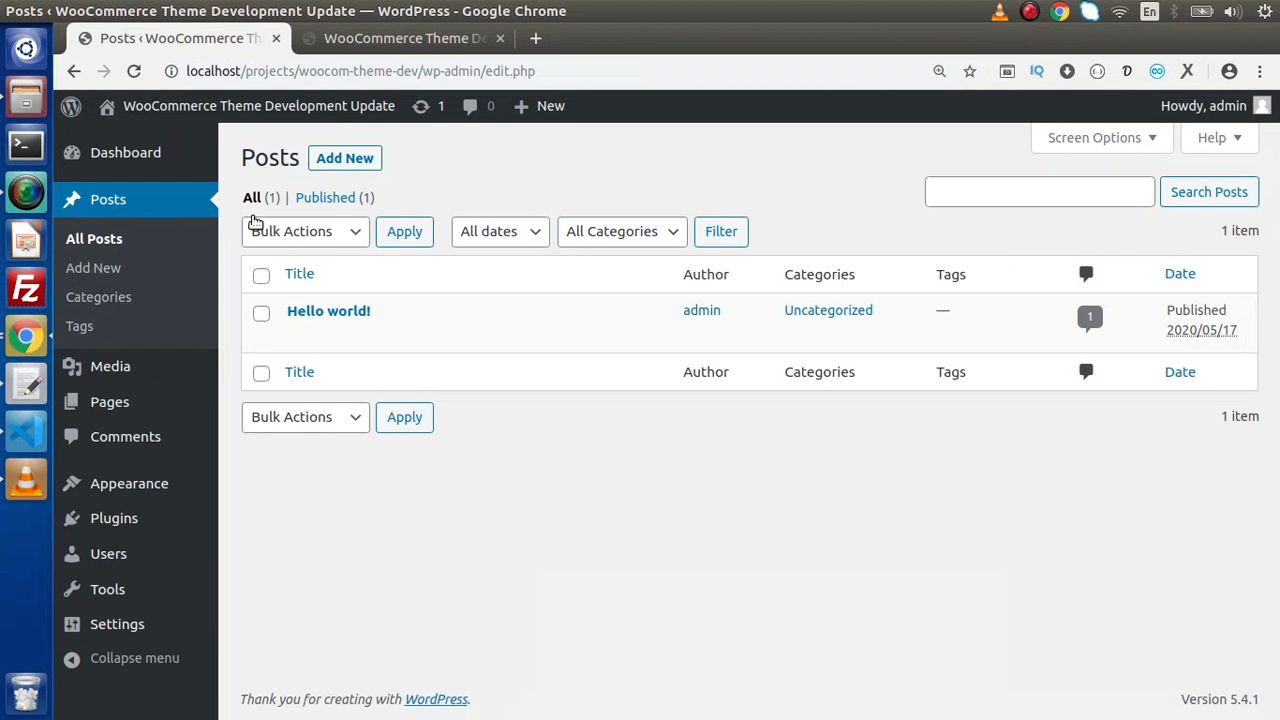 Posts ‹ WooCommerce Theme Development Update — WordPress - Google Chrome
En
Posts ‹ WooCommerce Th
WooCommerce Theme De
localhost/projects/woocom-theme-dev/wp-admin/edit.php
IQ
WooCommerce Theme Development Update
1
0
New
Howdy, admin
Dashboard
Posts
All Posts
Add New
Categories
Tags
Media
Pages
Comments
Appearance
Plugins
Users
Tools
Settings
Collapse menu
Screen Options
Help
Posts
Add New
All (1) | Published (1)
Search Posts
Bulk Actions
Apply
All dates
All Categories
Filter
1 item
Title Author Categories Tags Date
Hello world! admin Uncategorized — 1 Published
2020/05/17
Title Author Categories Tags Date
Bulk Actions
Apply
1 item
Thank you for creating with WordPress.
Version 5.4.1